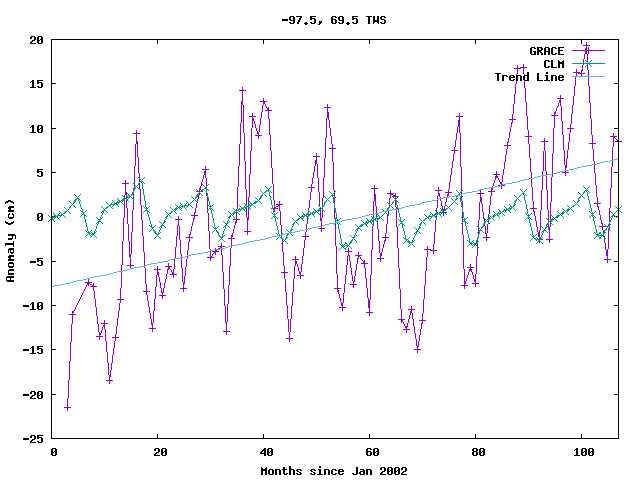 -97.5, 69.5 TWS
GRACE
CLM
Trend Line
20
15
10
5
0
-5
-10
-15
-20
-25
Anomaly (cm)
0 20 40 60 80 100
Months since Jan 2002